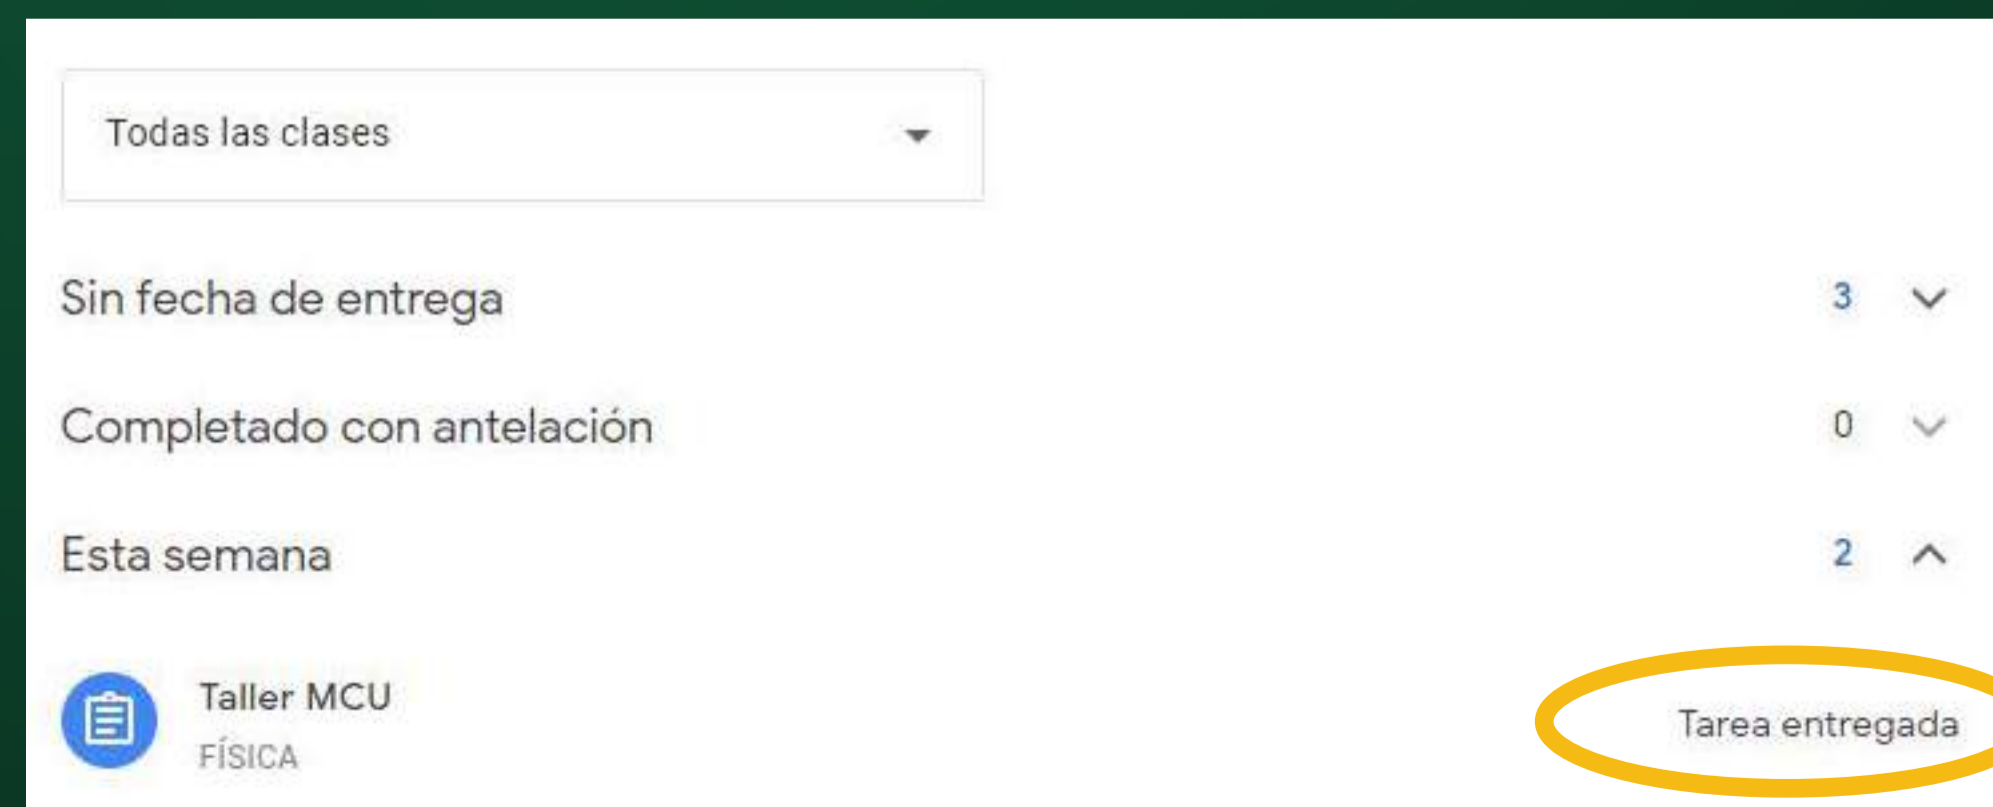 Todas las clases
Sin fecha de entrega 3
Completado con antelación 0
Esta semana 2
Taller MCU
FÍSICA
Tarea entregada